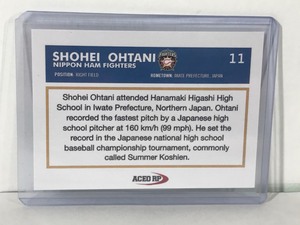 SHOHEI OHTANI 11
NIPPON HAM FIGHTERS
POSITION RIGHT FIELD HOMETOWN IWATE PREFECTURE, JAPAN
Shohei Ohtani attended Hanamaki Higashi High
School in Iwate Prefecture, Northern Japan. Ohtani
recorded the fastest pitch by a Japanese high
school pitcher at 160 km/h (99 mph). He set the
record in the Japanese national high school
baseball championship tournament, commonly
called Summer Koshien.
ACEO RP